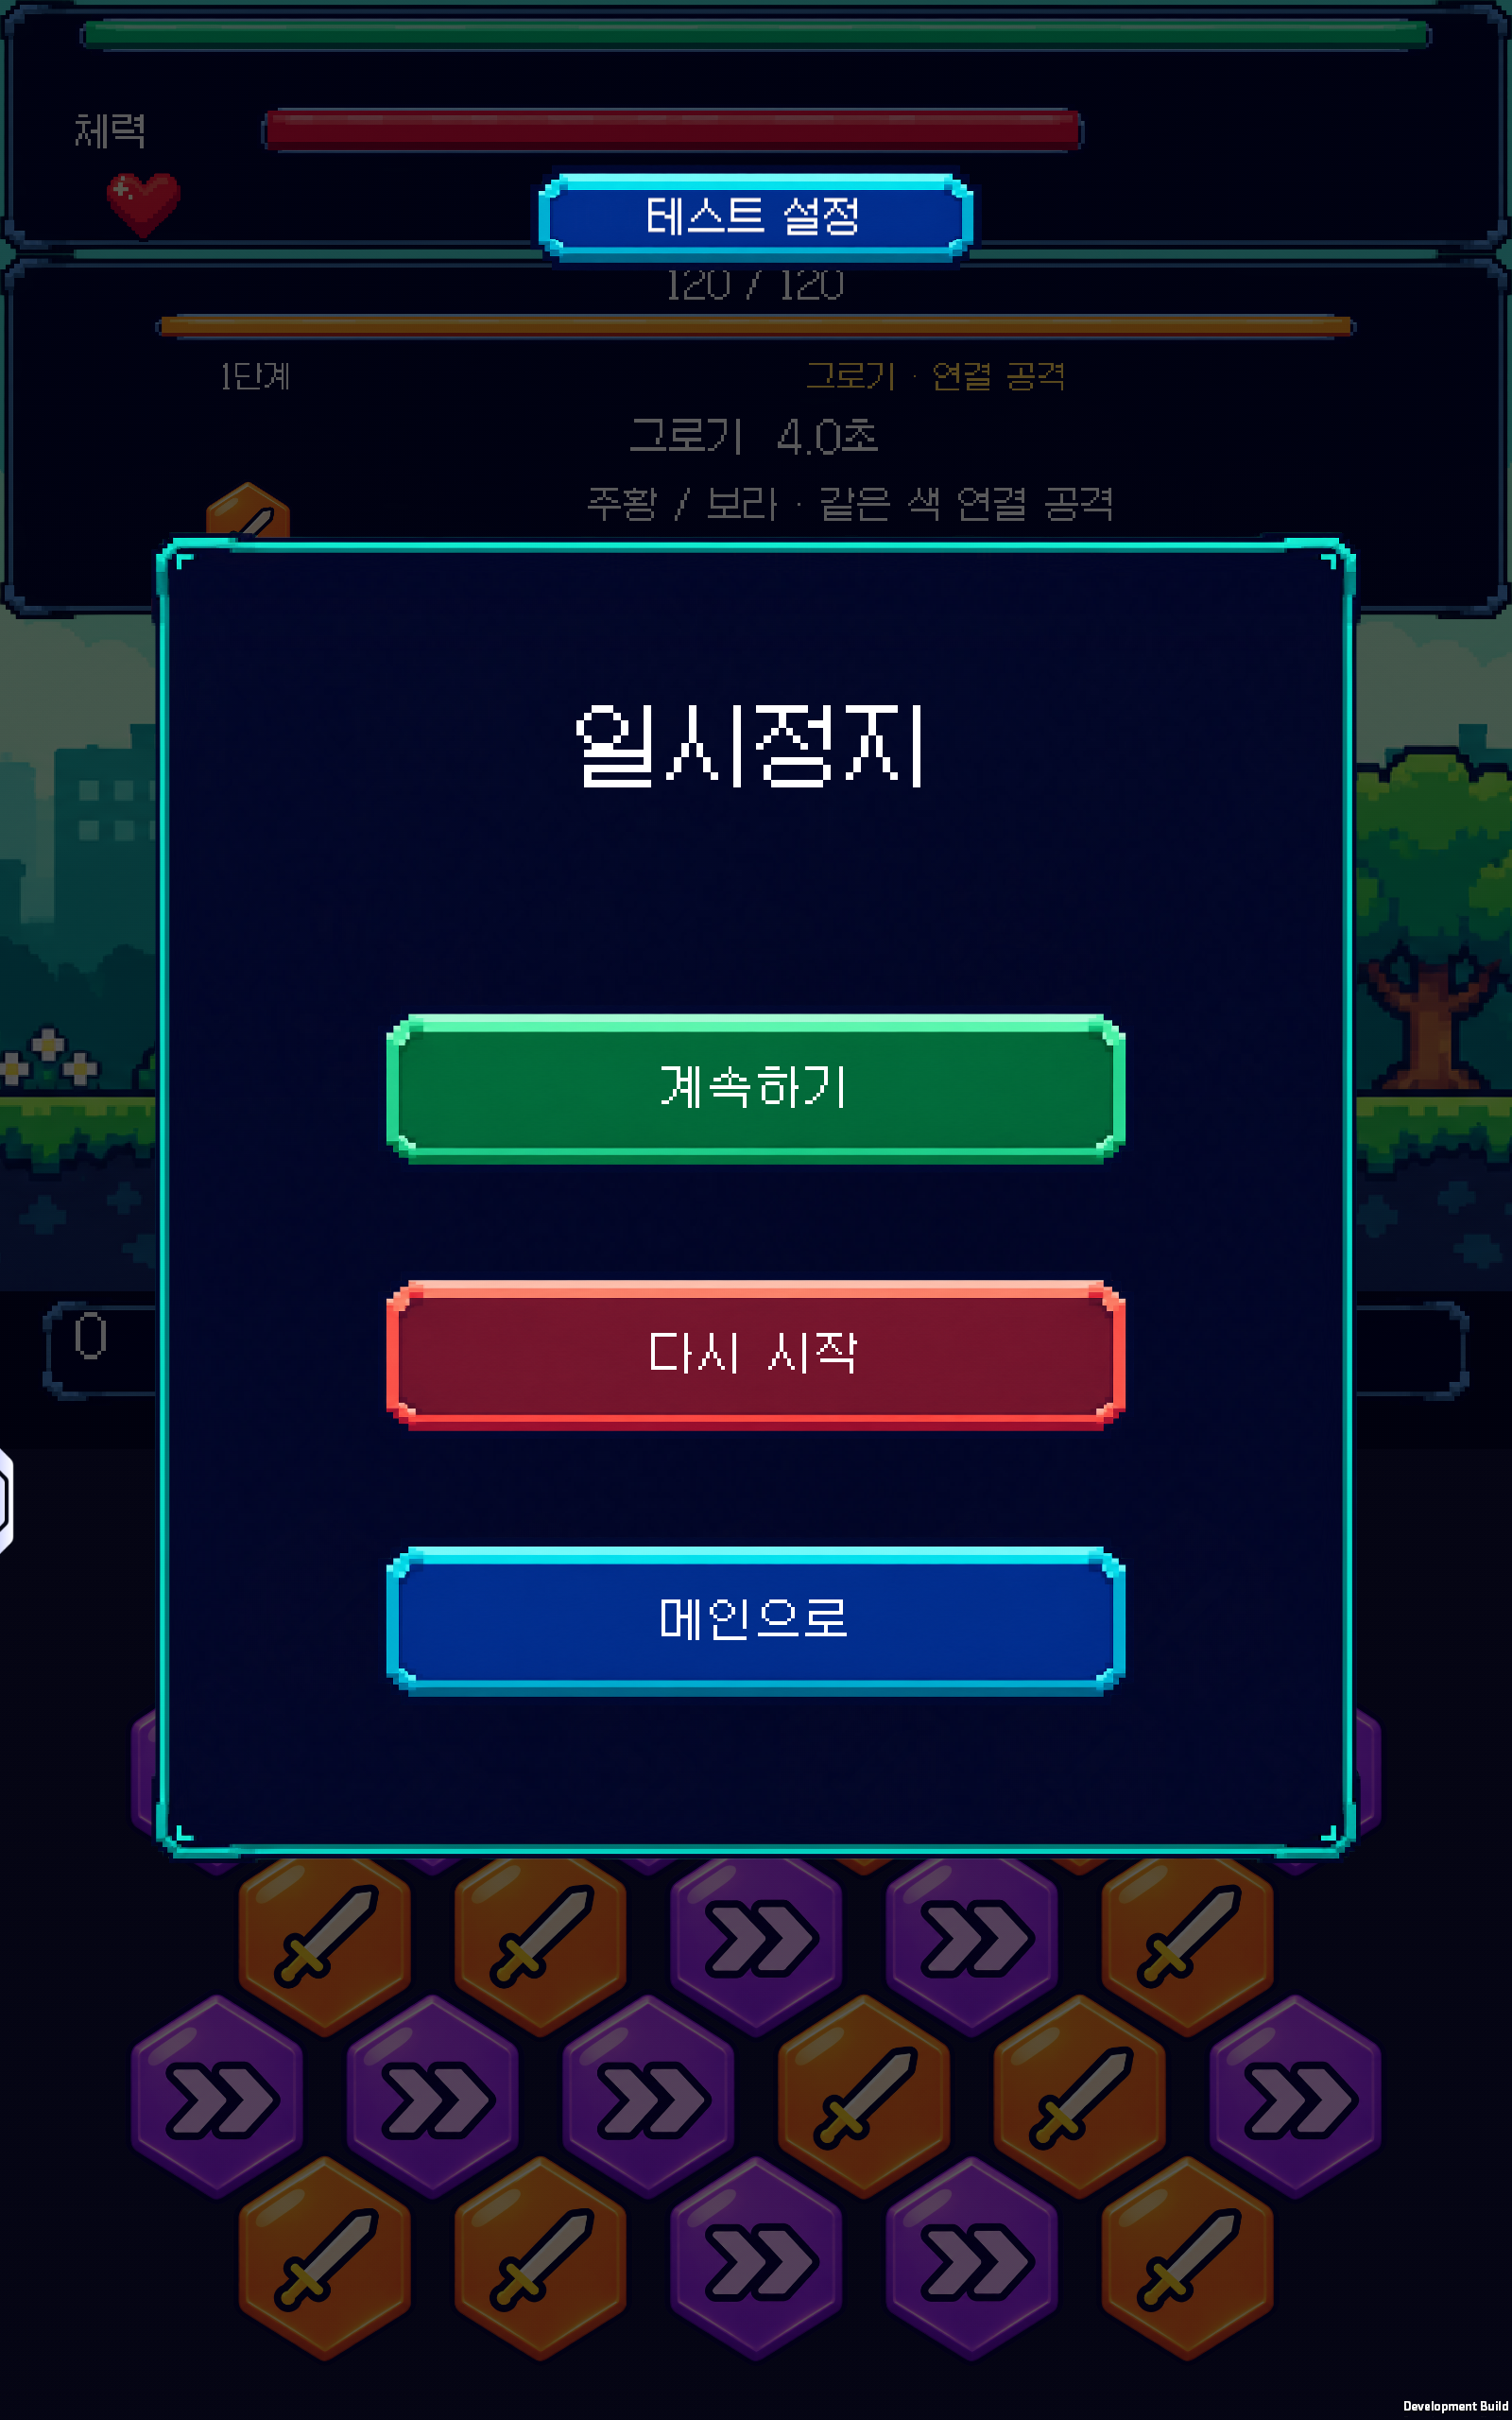 체력
테스트 설정
120 / 120
1단계
그로기 · 연결 공격
그로기 4.0초
주황 / 보라 · 같은 색 연결 공격
일시정지
계속하기
다시 시작
0
메인으로
Development Build